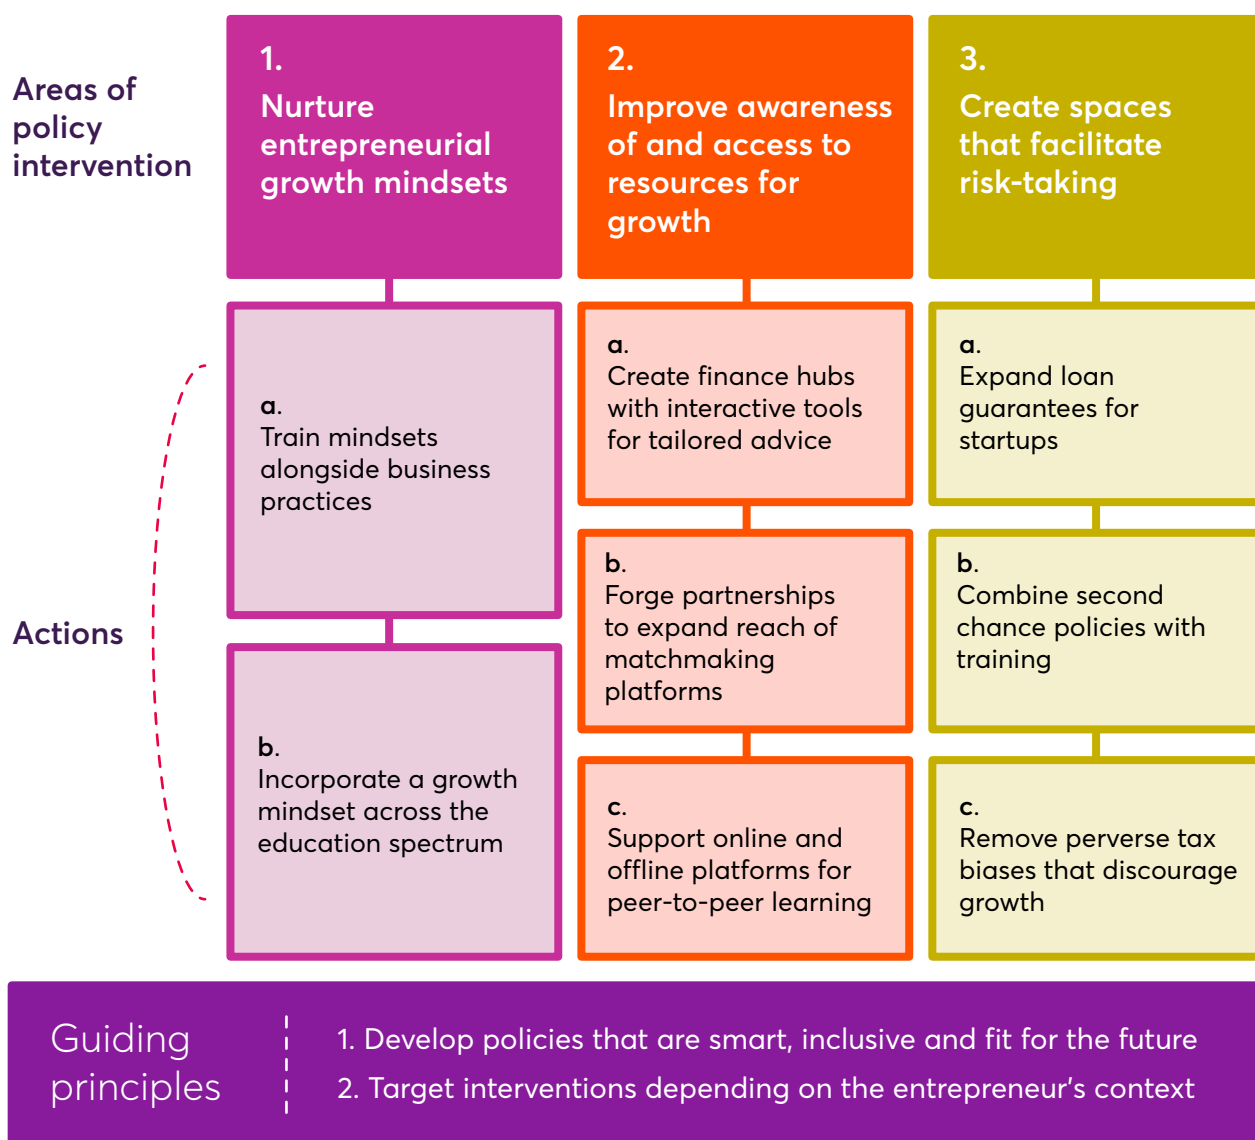 Areas of
policy
intervention
1.
Nurture
entrepreneurial
growth mindsets
2.
Improve awareness
of and access to
resources for
growth
3.
Create spaces
that facilitate
risk-taking
Actions
a.
Train mindsets
alongside business
practices
b.
Incorporate a growth
mindset across the
education spectrum
a.
Create finance hubs
with interactive tools
for tailored advice
b.
Forge partnerships
to expand reach of
matchmaking
platforms
c.
Support online and
offline platforms for
peer-to-peer learning
a.
Expand loan
guarantees for
startups
b.
Combine second
chance policies with
training
c.
Remove perverse tax
biases that discourage
growth
Guiding
principles
1. Develop policies that are smart, inclusive and fit for the future
2. Target interventions depending on the entrepreneur's context